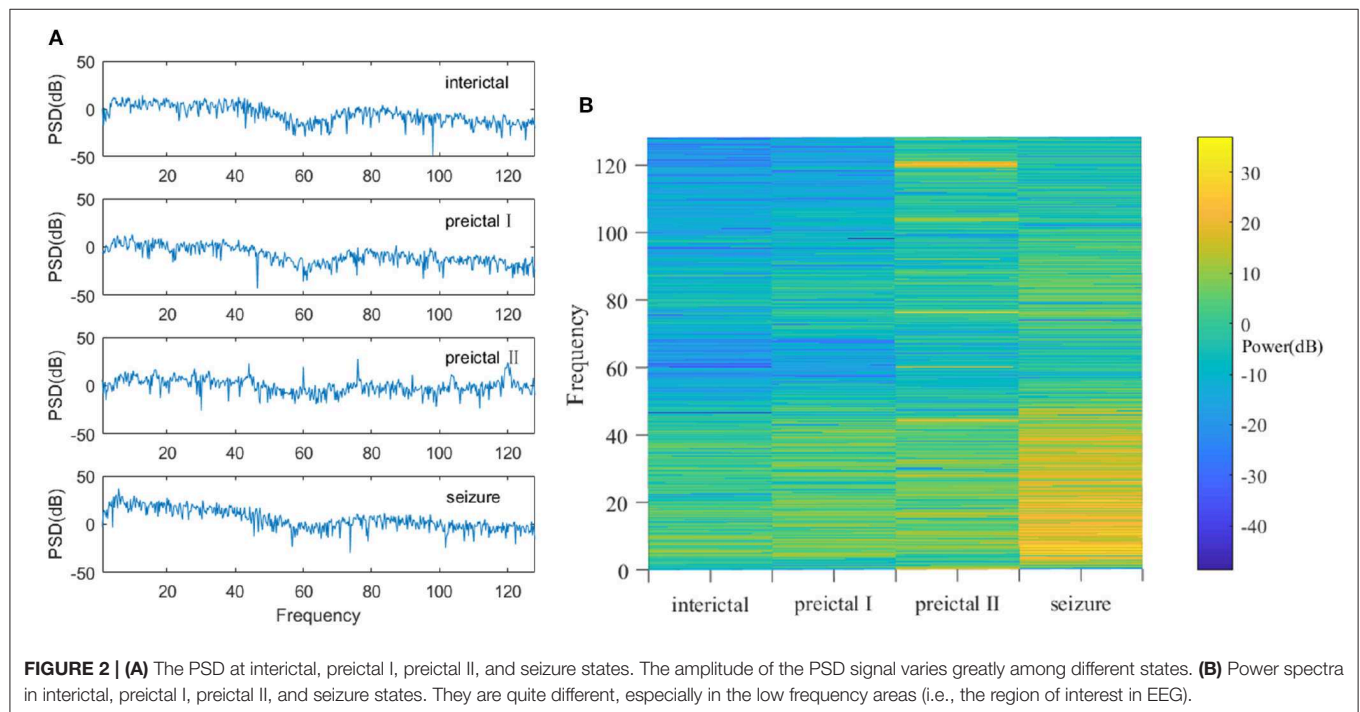 A
50
0
-50
PSD(dB)
interictal
20 40 60 80 100 120
50
0
-50
PSD(dB)
preictal I
20 40 60 80 100 120
50
0
-50
PSD(dB)
preictal II
20 40 60 80 100 120
50
0
-50
PSD(dB)
seizure
20 40 60 80 100 120
Frequency
B
120
100
80
60
40
20
0
Frequency
interictal preictal I preictal II seizure
30
20
10
0
Power(dB)
-10
-20
-30
-40
FIGURE 2 | (A) The PSD at interictal, preictal I, preictal II, and seizure states. The amplitude of the PSD signal varies greatly among different states. (B) Power spectra
in interictal, preictal I, preictal II, and seizure states. They are quite different, especially in the low frequency areas (i.e., the region of interest in EEG).